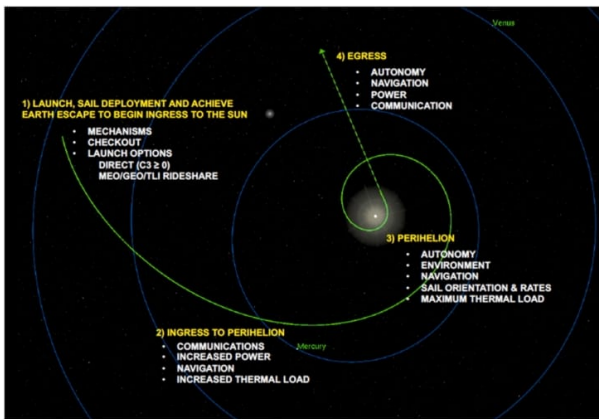 Venus
4) EGRESS
• AUTONOMY
• NAVIGATION
• POWER
• COMMUNICATION
1) LAUNCH, SAIL DEPLOYMENT AND ACHIEVE
EARTH ESCAPE TO BEGIN INGRESS TO THE SUN
• MECHANISMS
• CHECKOUT
• LAUNCH OPTIONS
DIRECT (C3 ≥ 0)
MEO/GEO/TLI RIDESHARE
3) PERIHELION
• AUTONOMY
• ENVIRONMENT
• NAVIGATION
• SAIL ORIENTATION & RATES
• MAXIMUM THERMAL LOAD
2) INGRESS TO PERIHELION
• COMMUNICATIONS
• INCREASED POWER
• NAVIGATION
• INCREASED THERMAL LOAD
Mercury